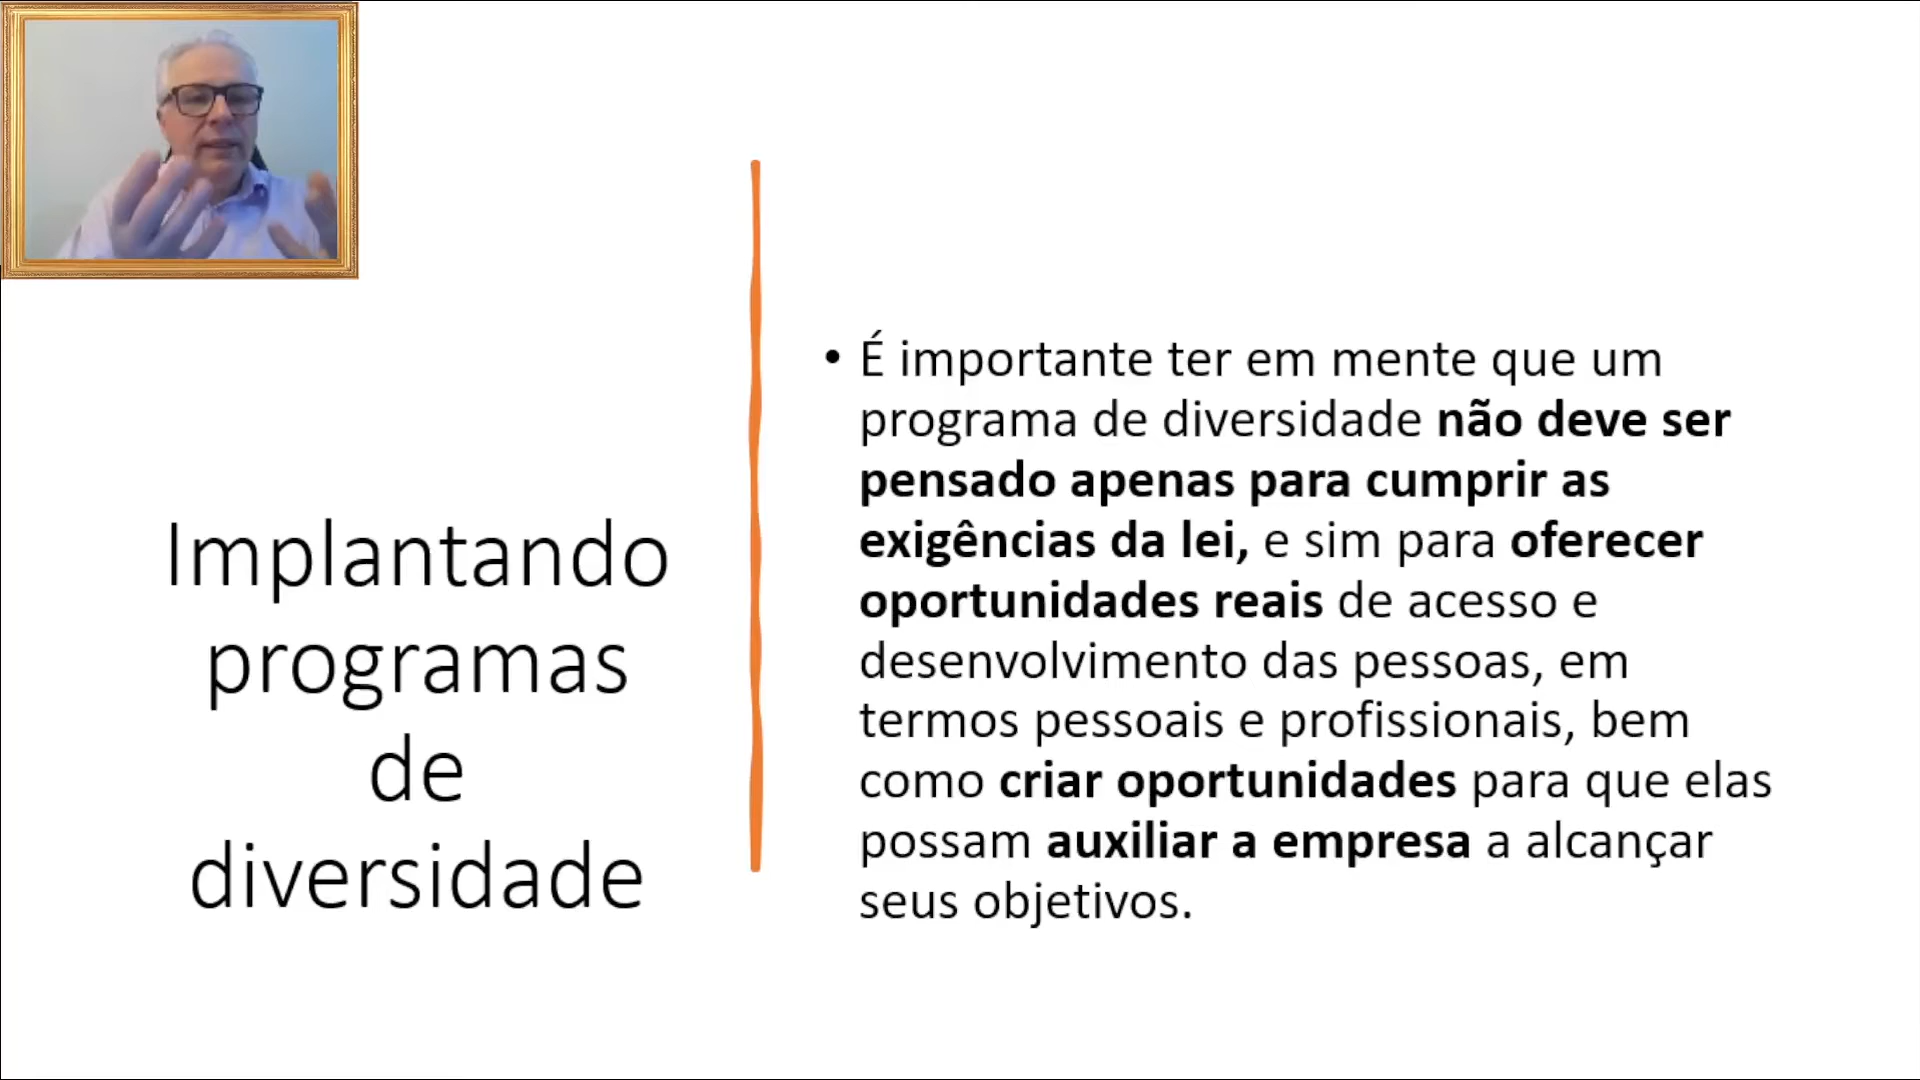 Implantando
programas
de
diversidade
• É importante ter em mente que um
programa de diversidade não deve ser
pensado apenas para cumprir as
exigências da lei, e sim para oferecer
oportunidades reais de acesso e
desenvolvimento das pessoas, em
termos pessoais e profissionais, bem
como criar oportunidades para que elas
possam auxiliar a empresa a alcançar
seus objetivos.